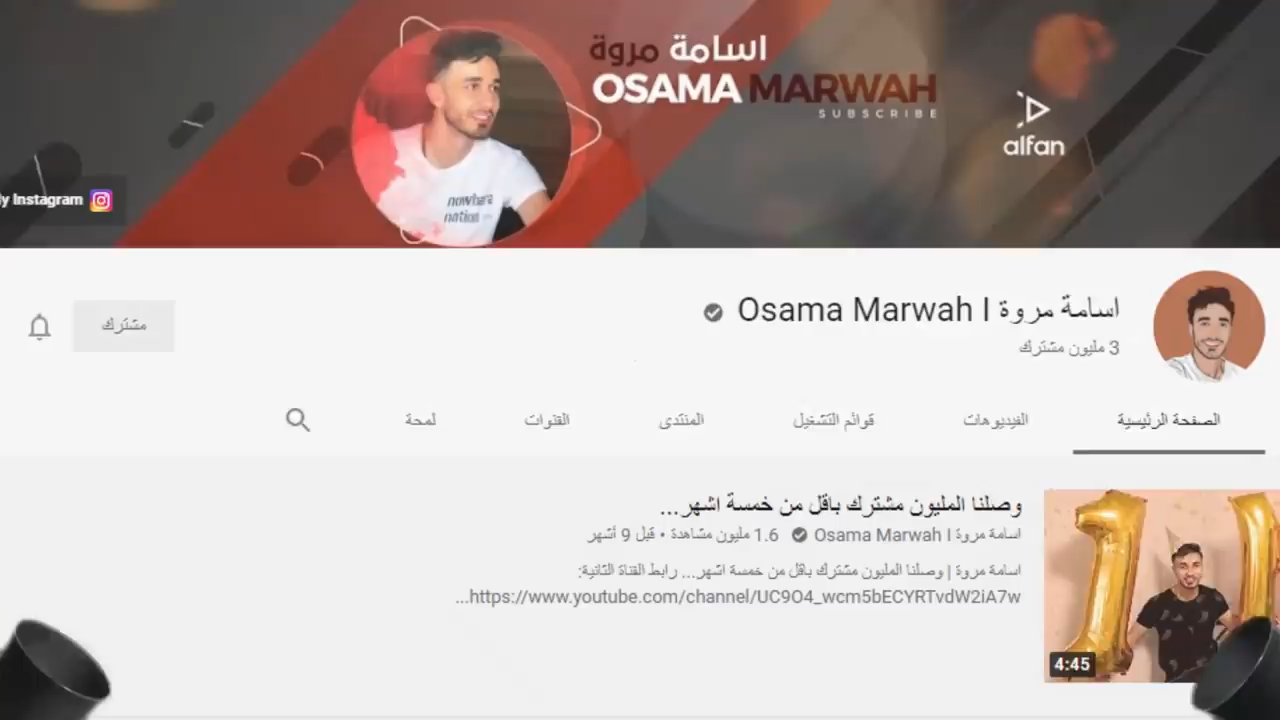 اسامة مروة
OSAMA MARWAH
SUBSCRIBE
alfan
y Instagram
nowhere
nation
اسامة مروة Osama Marwah I
3 مليون مشترك
مشترك
الصفحة الرئيسية
الفيديوهات
قوائم التشغيل
المنتدى
القنوات
لمحة
وصلنا المليون مشترك باقل من خمسة اشهر...
اسامة مروة Osama Marwah I 1.6 مليون مشاهدة • قبل 9 أشهر
اسامة مروة | وصلنا المليون مشترك باقل من خمسة اشهر... رابط القناة الثانية:
https://www.youtube.com/channel/UC9O4_wcm5bECYRTvdW2iA7w...
4:45